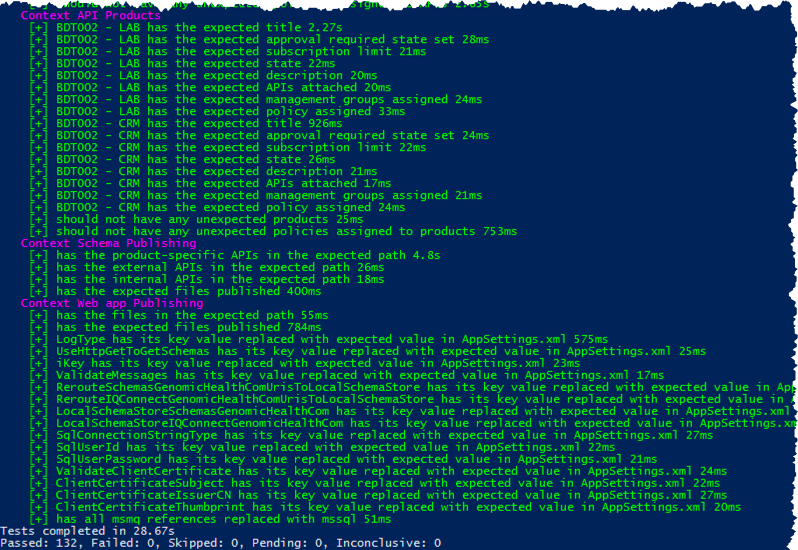 Context API Products
[+] BDT002 - LAB has the expected title 2.27s
[+] BDT002 - LAB has the expected approval required state set 28ms
[+] BDT002 - LAB has the expected subscription limit 21ms
[+] BDT002 - LAB has the expected state 22ms
[+] BDT002 - LAB has the expected description 20ms
[+] BDT002 - LAB has the expected APIs attached 20ms
[+] BDT002 - LAB has the expected management groups assigned 24ms
[+] BDT002 - LAB has the expected policy assigned 33ms
[+] BDT002 - CRM has the expected title 926ms
[+] BDT002 - CRM has the expected approval required state set 24ms
[+] BDT002 - CRM has the expected subscription limit 22ms
[+] BDT002 - CRM has the expected state 26ms
[+] BDT002 - CRM has the expected description 21ms
[+] BDT002 - CRM has the expected APIs attached 17ms
[+] BDT002 - CRM has the expected management groups assigned 21ms
[+] BDT002 - CRM has the expected policy assigned 24ms
[+] should not have any unexpected products 25ms
[+] should not have any unexpected policies assigned to products 753ms
Context Schema Publishing
[+] has the product-specific APIs in the expected path 4.8s
[+] has the external APIs in the expected path 26ms
[+] has the internal APIs in the expected path 18ms
[+] has the expected files published 400ms
Context Web app Publishing
[+] has the files in the expected path 55ms
[+] has the expected files published 784ms
[+] LogType has its key value replaced with expected value in AppSettings.xml 575ms
[+] UseHttpGetToGetSchemas has its key value replaced with expected value in AppSettings.xml 25ms
[+] iKey has its key value replaced with expected value in AppSettings.xml 23ms
[+] ValidateMessages has its key value replaced with expected value in AppSettings.xml 17ms
[+] RerouteSchemasGenomicHealthComUrisToLocalSchemaStore has its key value replaced with expected value in App
[+] RerouteIQConnectGenomicHealthComUrisToLocalSchemaStore has its key value replaced with expected value in
[+] LocalSchemaStoreSchemasGenomicHealthCom has its key value replaced with expected value in AppSettings.xml
[+] LocalSchemaStoreIQConnectGenomicHealthCom has its key value replaced with expected value in AppSettings.xml
[+] SqlConnectionStringType has its key value replaced with expected value in AppSettings.xml 27ms
[+] SqlUserId has its key value replaced with expected value in AppSettings.xml 22ms
[+] SqlUserPassword has its key value replaced with expected value in AppSettings.xml 21ms
[+] ValidateClientCertificate has its key value replaced with expected value in AppSettings.xml 24ms
[+] ClientCertificateSubject has its key value replaced with expected value in AppSettings.xml 22ms
[+] ClientCertificateIssuerCN has its key value replaced with expected value in AppSettings.xml 27ms
[+] ClientCertificateThumbprint has its key value replaced with expected value in AppSettings.xml 20ms
[+] has all msmq references replaced with mssql 51ms
Tests completed in 28.67s
Passed: 132, Failed: 0, Skipped: 0, Pending: 0, Inconclusive: 0